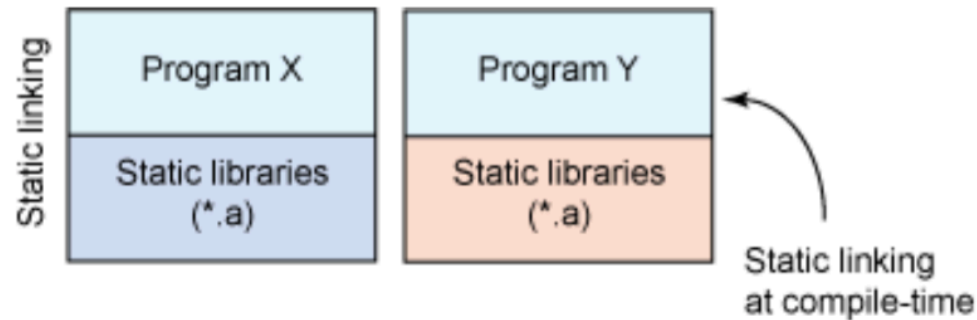 Static linking
Program X
Static libraries
(*.a)
Program Y
Static libraries
(*.a)
Static linking
at compile-time